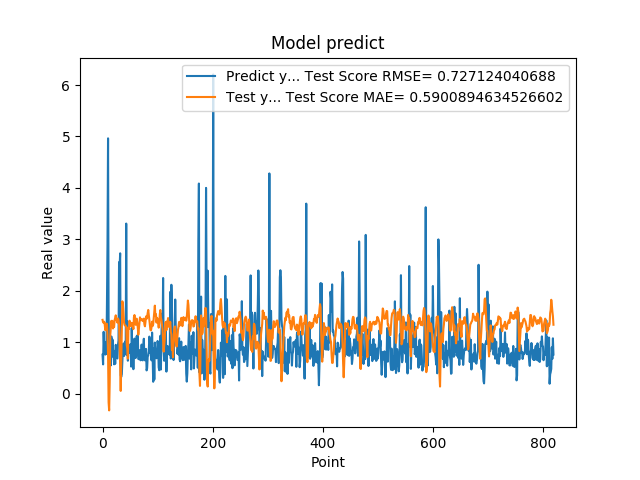 Model predict
Predict y... Test Score RMSE= 0.727124040688
Test y... Test Score MAE= 0.5900894634526602
Real value
6
5
4
3
2
1
0
0 200 400 600 800
Point